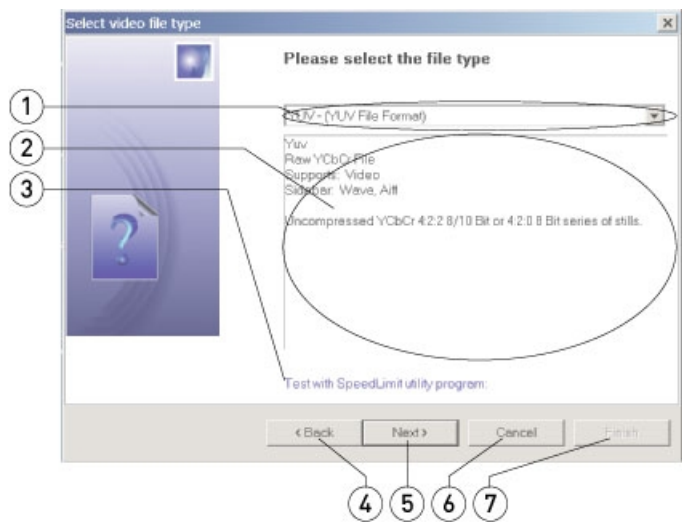 Select video file type
Please select the file type
1
YUV - (YUV File Format)
2
Yuv
Raw YCbCr File
3
Supports: Video
Sidebar: Wave, Aiff
Uncompressed YCbCr 4:2:2 8/10 Bit or 4:2:0 8 Bit series of stills.
?
Test with SpeedLimit utility program:
< Back
Next >
Cancel
Finish
4
5
6
7